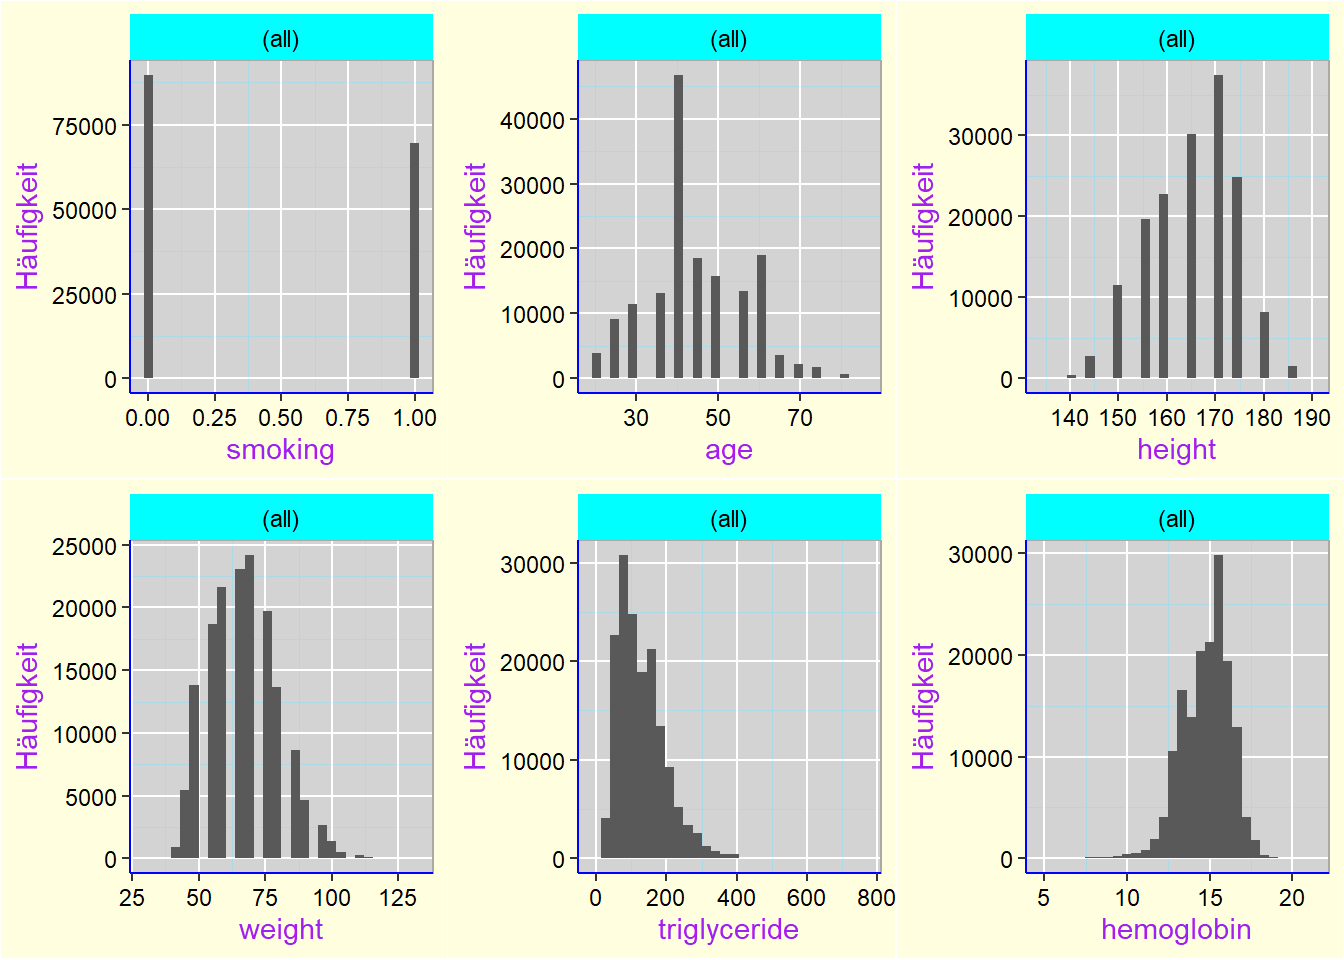 (all)
Häufigkeit
75000
50000
25000
0
0.00 0.25 0.50 0.75 1.00
smoking
(all)
Häufigkeit
40000
30000
20000
10000
0
30 50 70
age
(all)
Häufigkeit
30000
20000
10000
0
140 150 160 170 180 190
height
(all)
Häufigkeit
25000
20000
15000
10000
5000
0
25 50 75 100 125
weight
(all)
Häufigkeit
30000
20000
10000
0
0 200 400 600 800
triglyceride
(all)
Häufigkeit
30000
20000
10000
0
5 10 15 20
hemoglobin